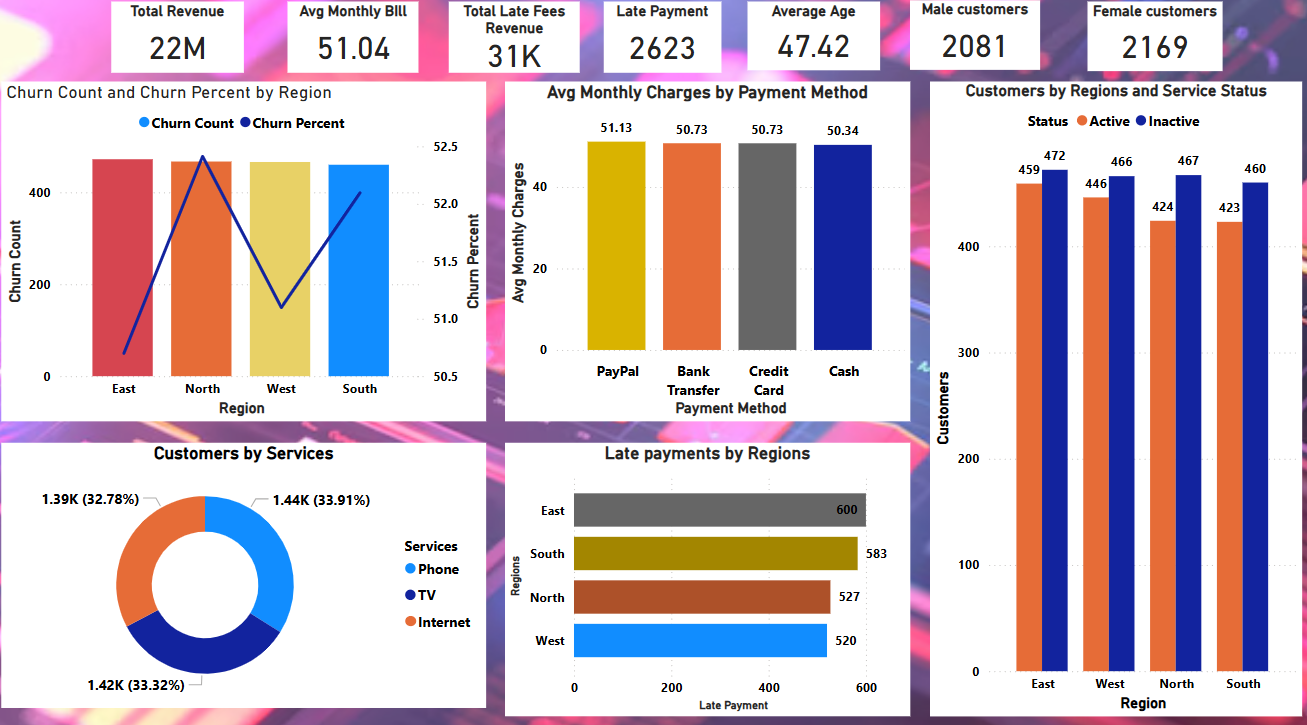 Total Revenue
22M
Avg Monthly BIll
51.04
Total Late Fees
Revenue
31K
Late Payment
2623
Average Age
47.42
Male customers
2081
Female customers
2169
Churn Count and Churn Percent by Region
Churn Count Churn Percent
Churn Count
400
200
0
52.5
52.0
51.5
51.0
50.5
Churn Percent
East North West South
Region
Avg Monthly Charges by Payment Method
Avg Monthly Charges
40
20
0
51.13 50.73 50.73 50.34
PayPal Bank Credit Cash
Transfer Card
Payment Method
Customers by Regions and Service Status
Status Active Inactive
Customers
400
300
200
100
0
459 472 446 466 424 467 423 460
East West North South
Region
Customers by Services
1.39K (32.78%)
1.44K (33.91%)
1.42K (33.32%)
Services
Phone
TV
Internet
Late payments by Regions
Regions
East 600
South 583
North 527
West 520
0 200 400 600
Late Payment